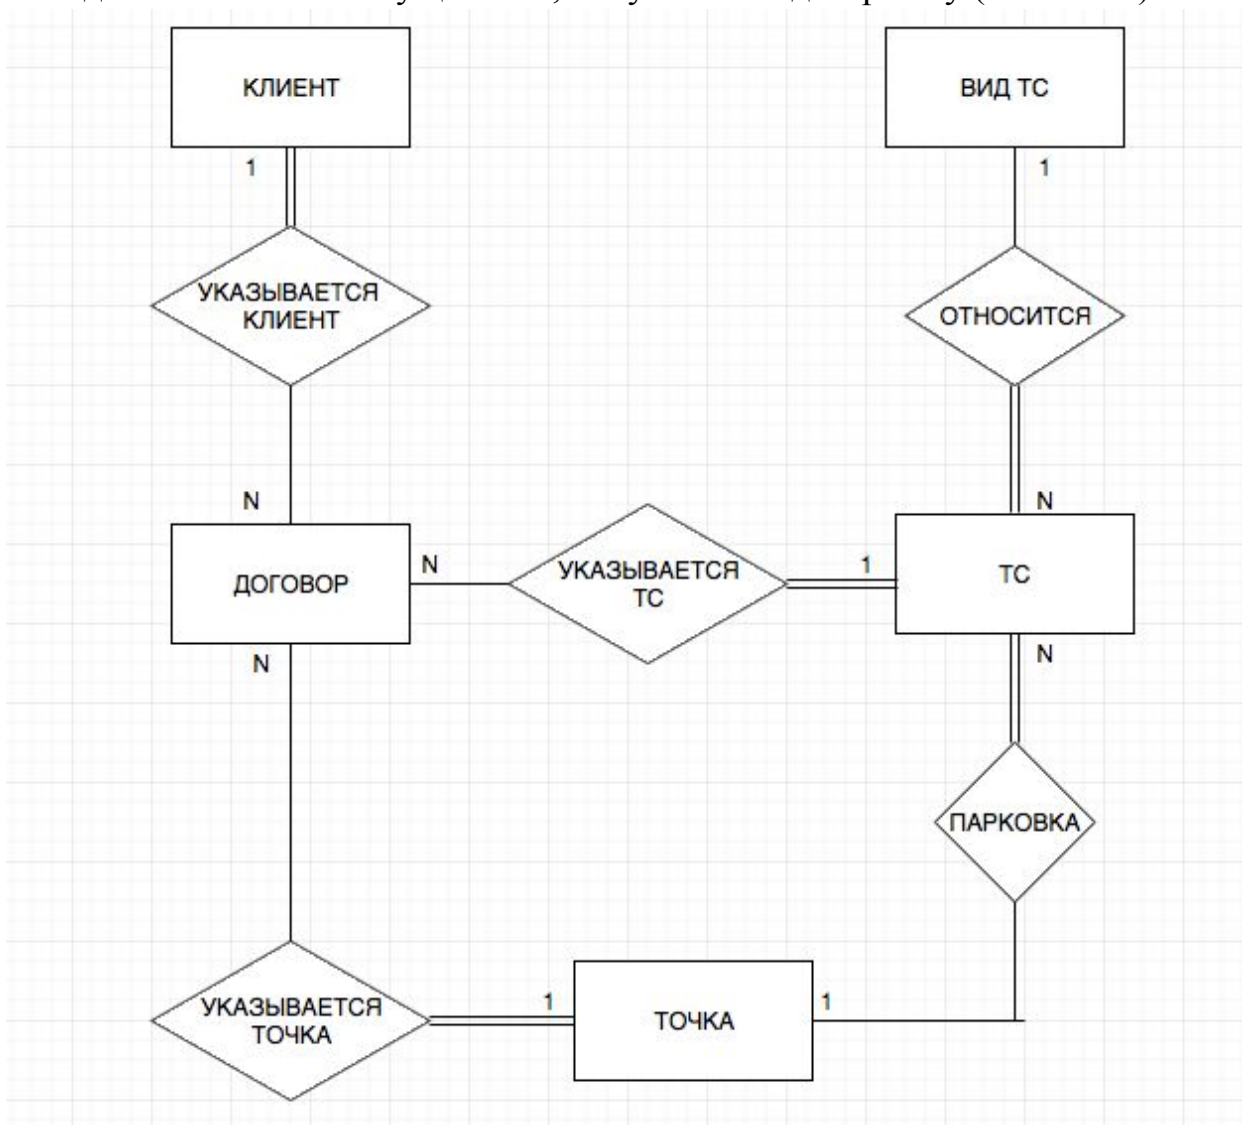 КЛИЕНТ
ВИД ТС
1
1
УКАЗЫВАЕТСЯ
КЛИЕНТ
ОТНОСИТСЯ
N
N
ДОГОВОР
N
УКАЗЫВАЕТСЯ
ТС
1
ТС
N
N
ПАРКОВКА
УКАЗЫВАЕТСЯ
ТОЧКА
1
ТОЧКА
1